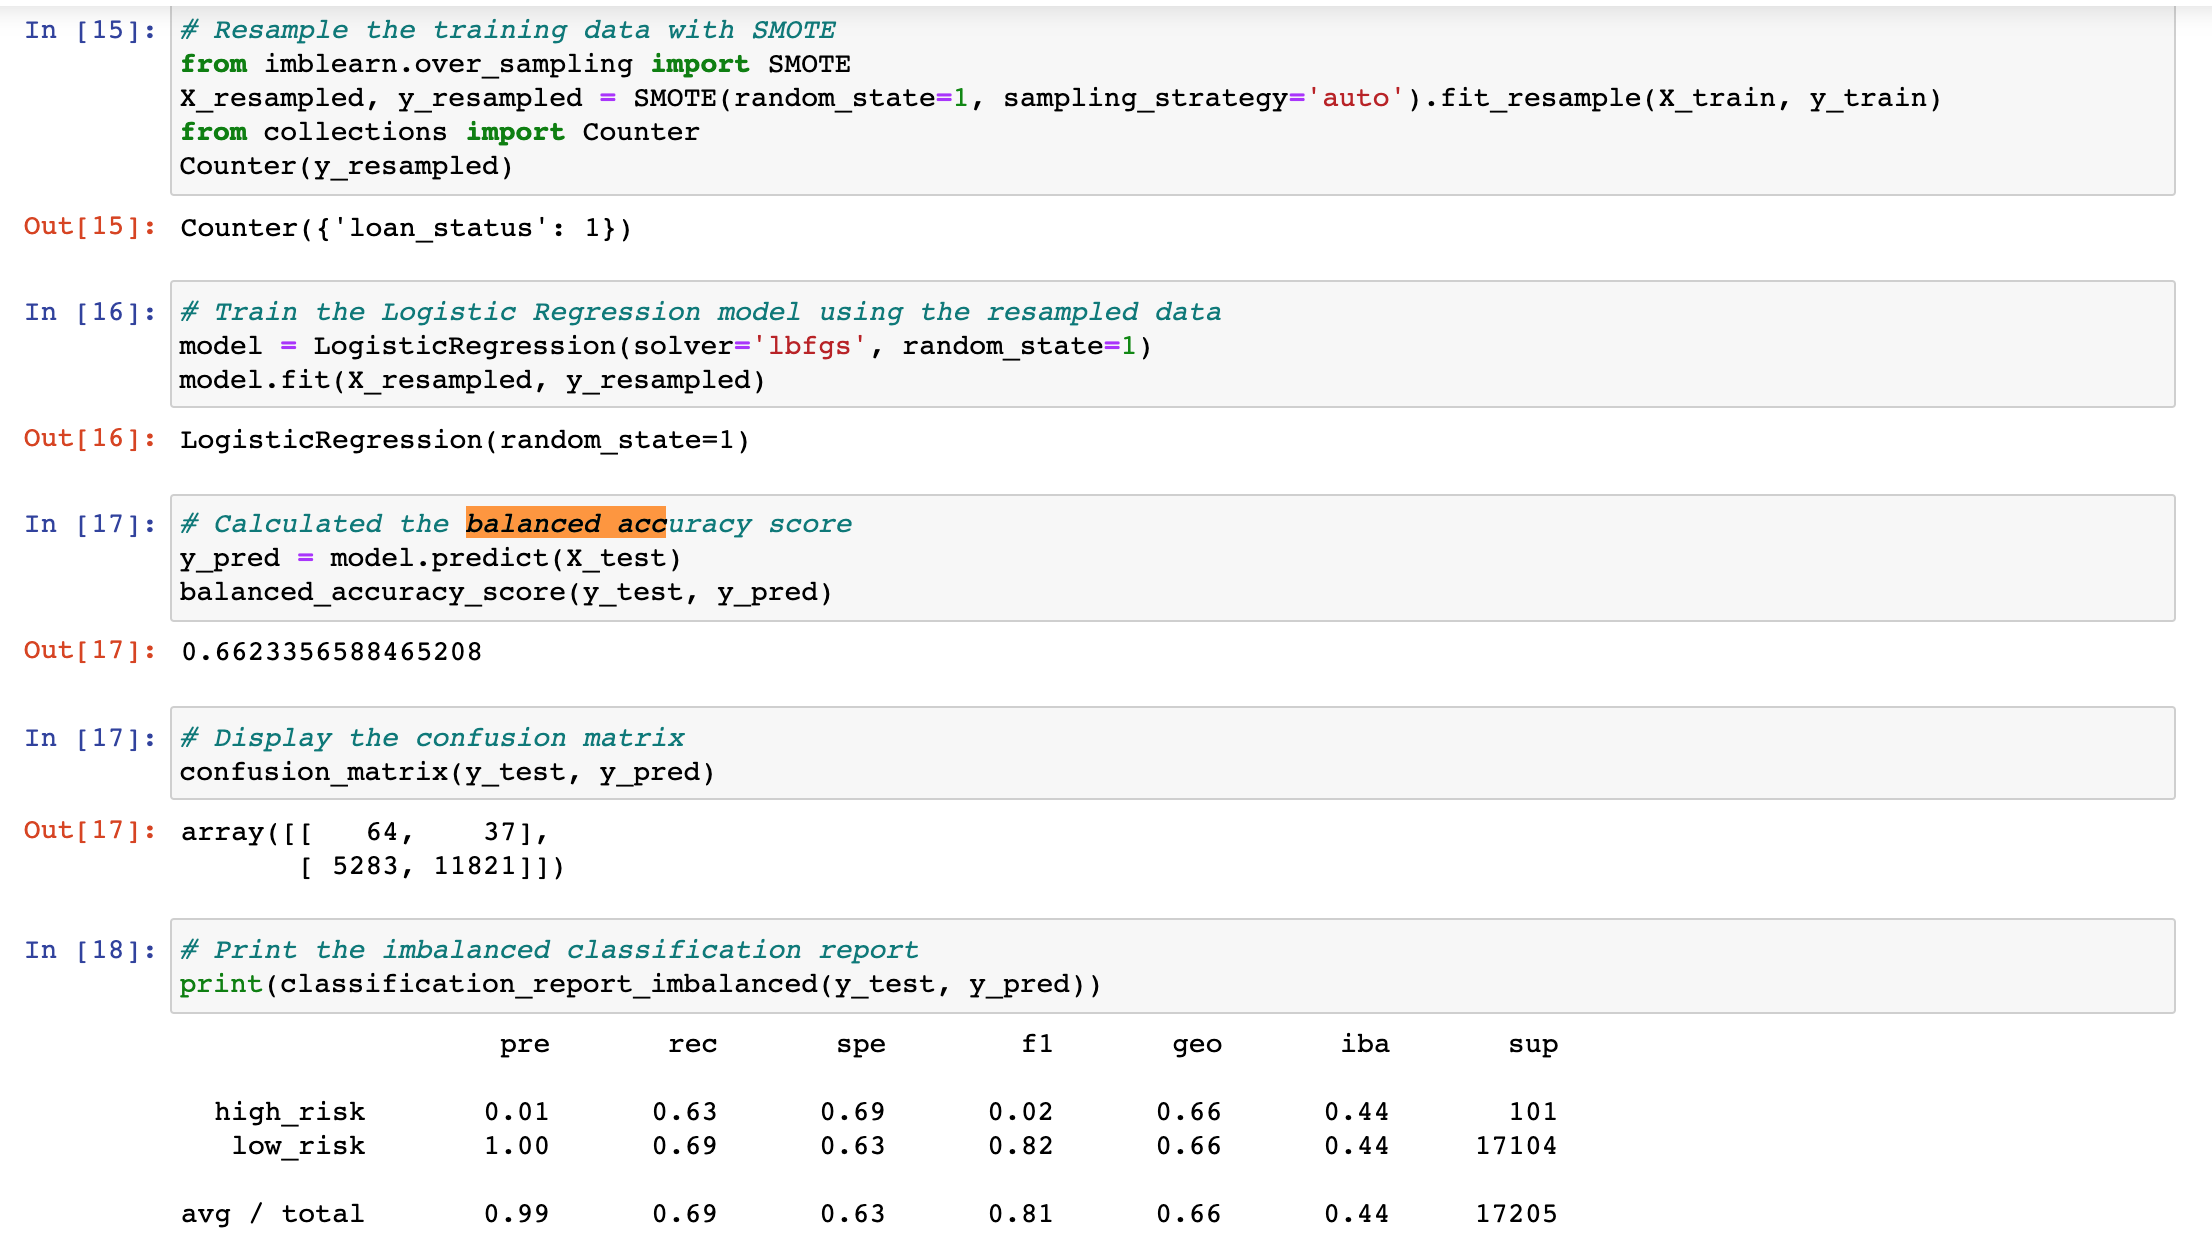 In [15]: # Resample the training data with SMOTE
from imblearn.over_sampling import SMOTE
X_resampled, y_resampled = SMOTE(random_state=1, sampling_strategy='auto').fit_resample(X_train, y_train)
from collections import Counter
Counter(y_resampled)
Out[15]: Counter({'loan_status': 1})
In [16]: # Train the Logistic Regression model using the resampled data
model = LogisticRegression(solver='lbfgs', random_state=1)
model.fit(X_resampled, y_resampled)
Out[16]: LogisticRegression(random_state=1)
In [17]: # Calculated the balanced accuracy score
y_pred = model.predict(X_test)
balanced_accuracy_score(y_test, y_pred)
Out[17]: 0.6623356588465208
In [17]: # Display the confusion matrix
confusion_matrix(y_test, y_pred)
Out[17]: array([[   64,    37],
       [ 5283, 11821]])
In [18]: # Print the imbalanced classification report
print(classification_report_imbalanced(y_test, y_pred))
pre rec spe f1 geo iba sup
high_risk 0.01 0.63 0.69 0.02 0.66 0.44 101
low_risk 1.00 0.69 0.63 0.82 0.66 0.44 17104
avg / total 0.99 0.69 0.63 0.81 0.66 0.44 17205